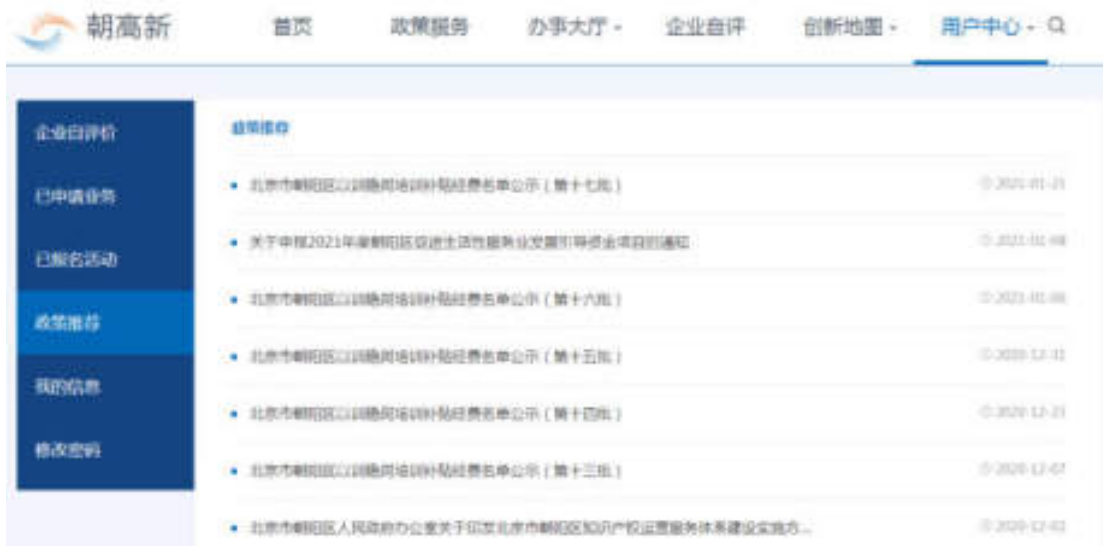 朝高新
首页 政策服务 办事大厅 企业自评 创新地图 用户中心
企业自评价
已申请业务
已报名活动
政策推荐
我的信息
修改密码
政策推荐
北京市朝阳区以训稳岗培训补贴经费名单公示(第十七批) 2021-01-21
关于申报2021年度朝阳区促进生活性服务业发展引导资金项目的通知 2021-01-08
北京市朝阳区以训稳岗培训补贴经费名单公示(第十六批)
北京市朝阳区以训稳岗培训补贴经费名单公示(第十五批) 2020-12-31
北京市朝阳区以训稳岗培训补贴经费名单公示(第十四批)
北京市朝阳区以训稳岗培训补贴经费名单公示(第十三批) 2020-12-07
北京市朝阳区人民政府办公室关于印发北京市朝阳区知识产权运营服务体系建设实施方...